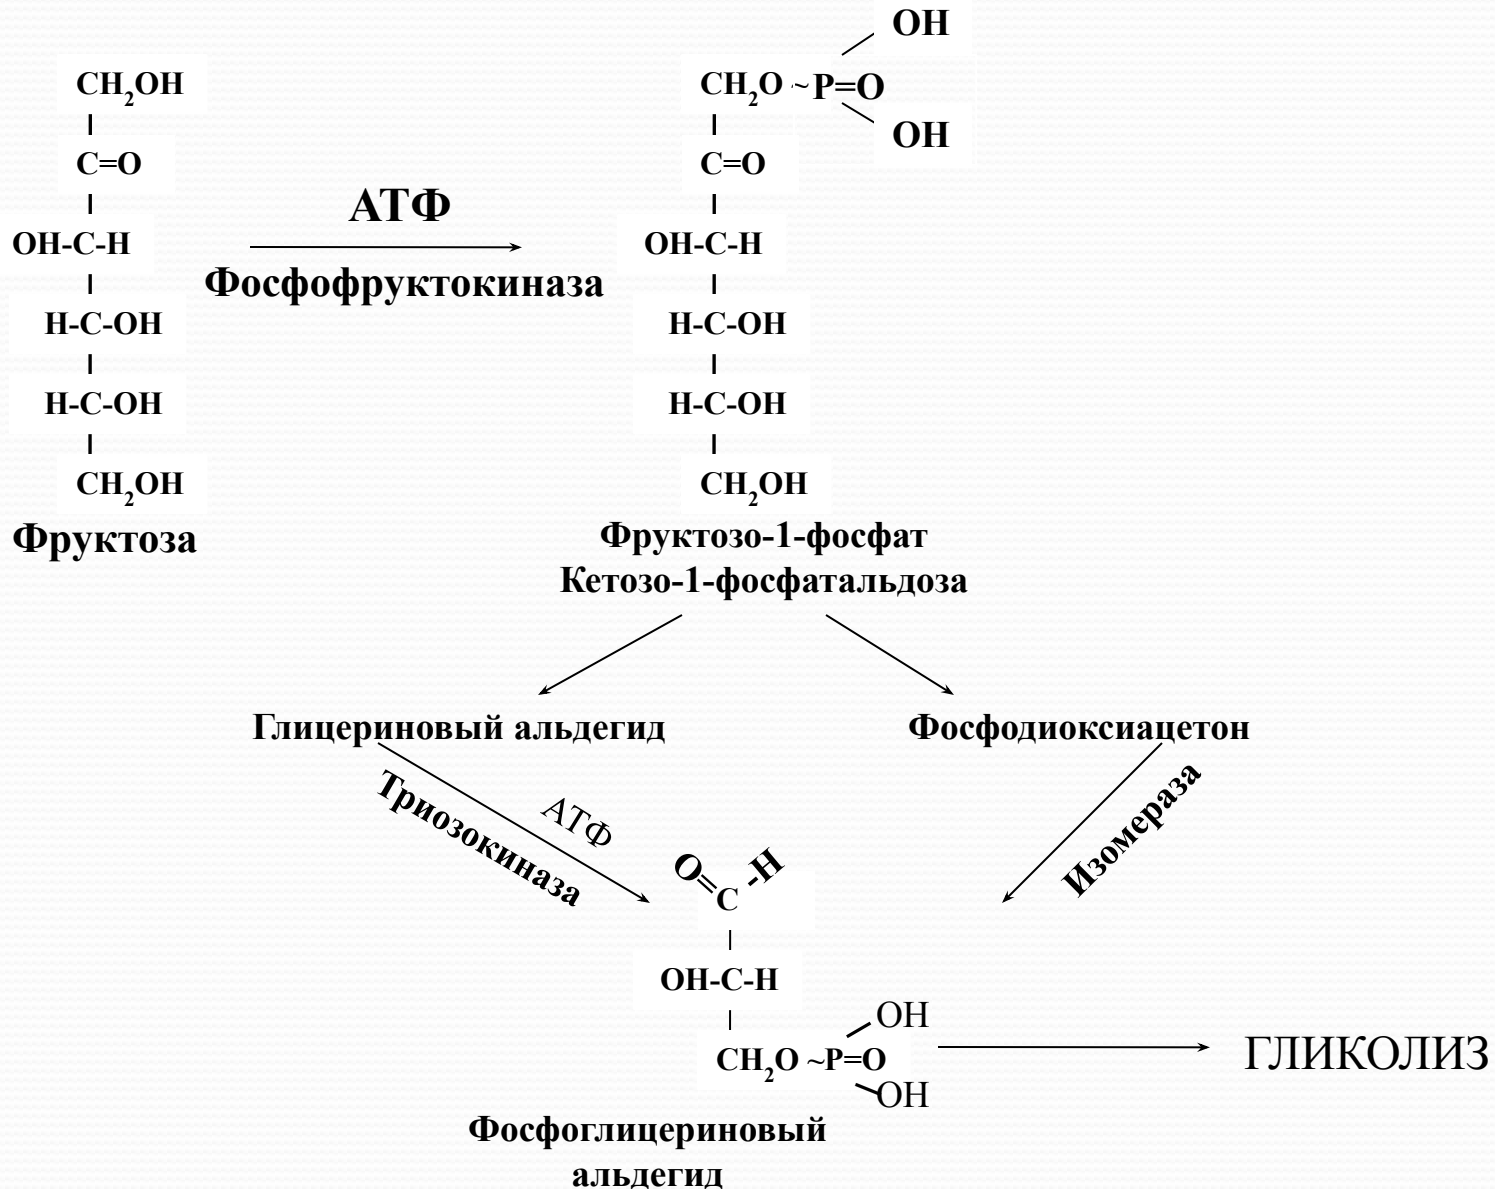 CH₂OH
C=O
OH-C-H
H-C-OH
H-C-OH
CH₂OH
Фруктоза
АТФ
Фосфофруктокиназа
OH
CH₂O ~P=O
OH
C=O
OH-C-H
H-C-OH
H-C-OH
CH₂OH
Фруктозо-1-фосфат
Кетозо-1-фосфатальдоза
Глицериновый альдегид
Фосфодиоксиацетон
Триозокиназа
АТФ
Изомераза
O=C-H
OH-C-H
OH
CH₂O ~P=O
OH
Фосфоглицериновый
альдегид
ГЛИКОЛИЗ